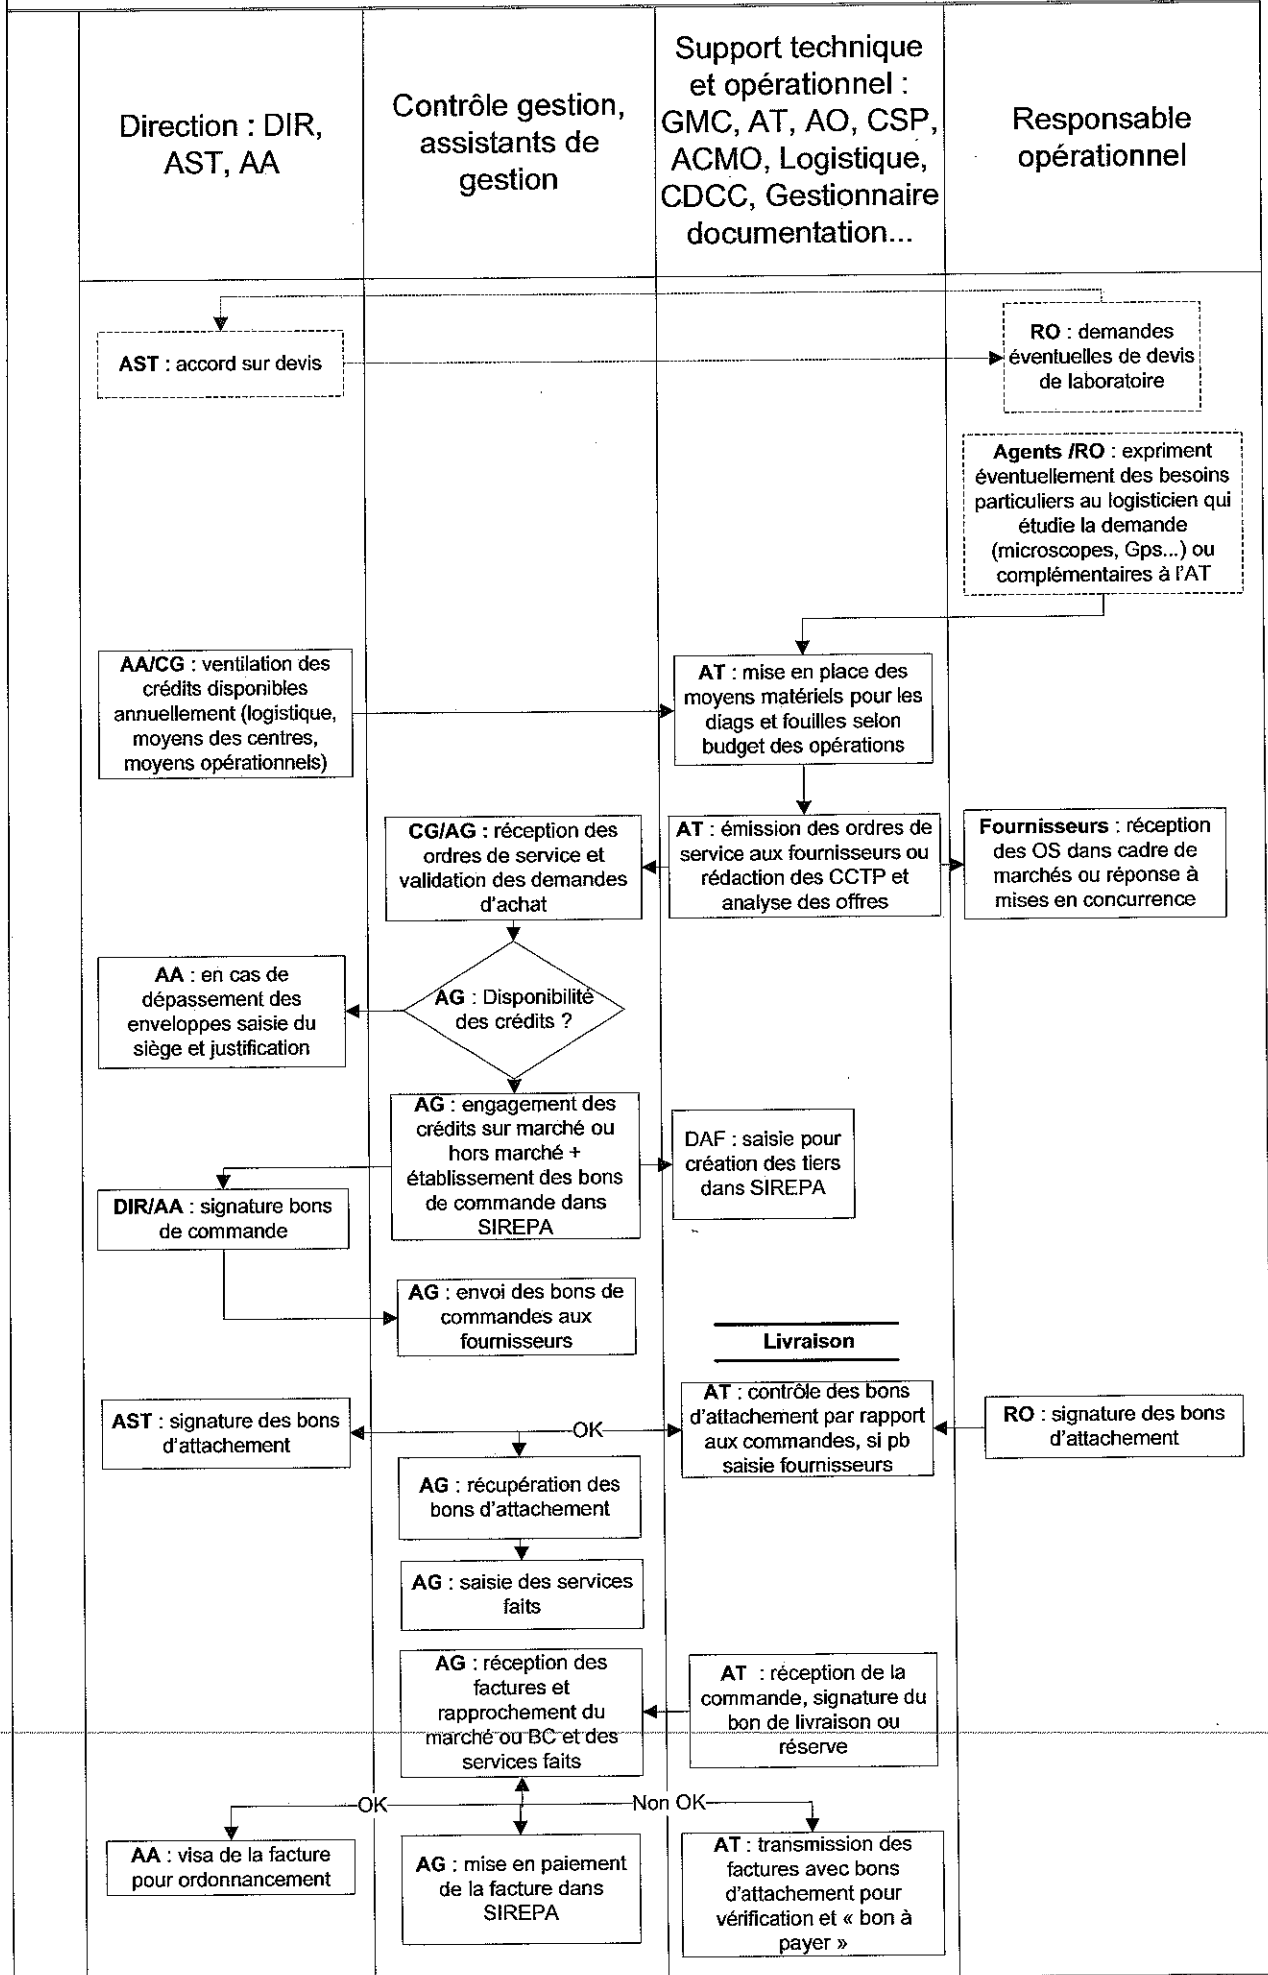 Direction : DIR,
AST, AA
Contrôle gestion,
assistants de
gestion
Support technique
et opérationnel :
GMC, AT, AO, CSP,
ACMO, Logistique,
CDCC, Gestionnaire
documentation...
Responsable
opérationnel
AST : accord sur devis
RO : demandes
éventuelles de devis
de laboratoire
Agents /RO : expriment
éventuellement des besoins
particuliers au logisticien qui
étudie la demande
(microscopes, Gps...) ou
complémentaires à l'AT
AA/CG : ventilation des
crédits disponibles
annuellement (logistique,
moyens des centres,
moyens opérationnels)
AT : mise en place des
moyens matériels pour les
diags et fouilles selon
budget des opérations
CG/AG : réception des
ordres de service et
validation des demandes
d'achat
AT : émission des ordres de
service aux fournisseurs ou
rédaction des CCTP et
analyse des offres
Fournisseurs : réception
des OS dans cadre de
marchés ou réponse à
mises en concurrence
AA : en cas de
dépassement des
enveloppes saisie du
siège et justification
AG : Disponibilité
des crédits ?
AG : engagement des
crédits sur marché ou
hors marché +
établissement des bons
de commande dans
SIREPA
DAF : saisie pour
création des tiers
dans SIREPA
DIR/AA : signature bons
de commande
AG : envoi des bons de
commandes aux
fournisseurs
Livraison
AST : signature des bons
d'attachement
OK
AT : contrôle des bons
d'attachement par rapport
aux commandes, si pb
saisie fournisseurs
RO : signature des bons
d'attachement
AG : récupération des
bons d'attachement
AG : saisie des services
faits
AG : réception des
factures et
rapprochement du
marché ou BC et des
services faits
AT : réception de la
commande, signature du
bon de livraison ou
réserve
OK
Non OK
AA : visa de la facture
pour ordonnancement
AG : mise en paiement
de la facture dans
SIREPA
AT : transmission des
factures avec bons
d'attachement pour
vérification et « bon à
payer »